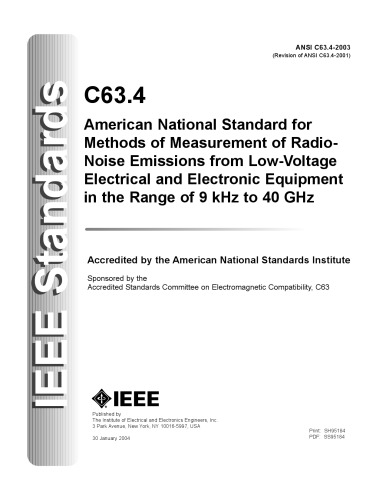 ANSI C63.4-2003
(Revision of ANSI C63.4-2001)
IEEE Standards
C63.4
American National Standard for
Methods of Measurement of Radio-
Noise Emissions from Low-Voltage
Electrical and Electronic Equipment
in the Range of 9 kHz to 40 GHz
Accredited by the American National Standards Institute
Sponsored by the
Accredited Standards Committee on Electromagnetic Compatibility, C63
IEEE
Published by
The Institute of Electrical and Electronics Engineers, Inc.
3 Park Avenue, New York, NY 10016-5997, USA
30 January 2004
Print: SH95184
PDF: SS95184